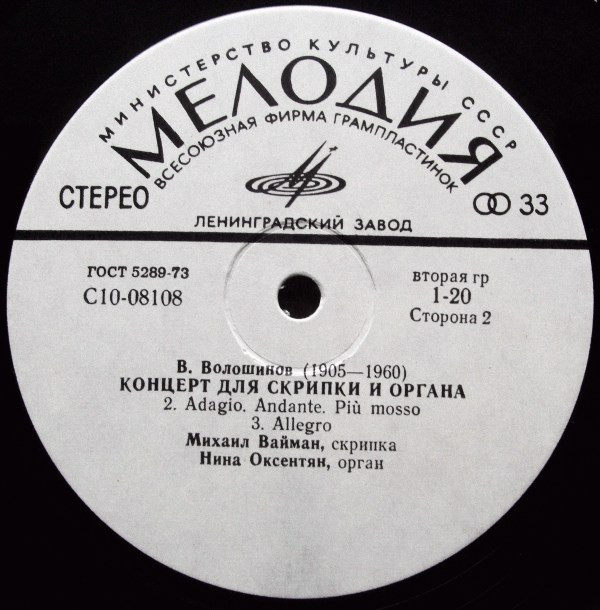 МИНИСТЕРСТВО КУЛЬТУРЫ СССР
МЕЛОДИЯ
ВСЕСОЮЗНАЯ ФИРМА ГРАМПЛАСТИНОК
СТЕРЕО
33
ЛЕНИНГРАДСКИЙ ЗАВОД
ГОСТ 5289-73
С10-08108
вторая гр
1-20
Сторона 2
В. Волошинов (1905—1960)
КОНЦЕРТ ДЛЯ СКРИПКИ И ОРГАНА
2. Adagio. Andante. Più mosso
3. Allegro
Михаил Вайман, скрипка
Нина Оксентян, орган